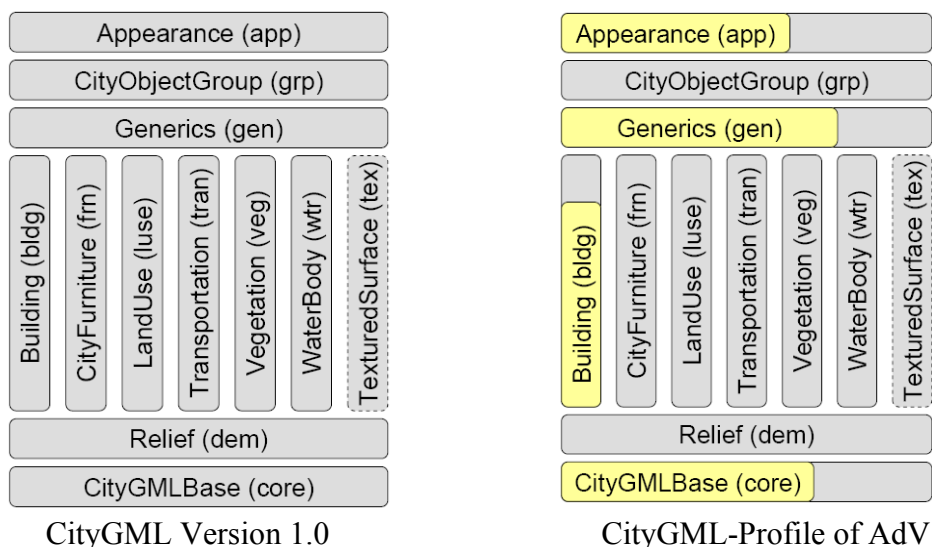 Appearance (app)
CityObjectGroup (grp)
Generics (gen)
Building (bldg)
CityFurniture (frn)
LandUse (luse)
Transportation (tran)
Vegetation (veg)
WaterBody (wtr)
TexturedSurface (tex)
Relief (dem)
CityGMLBase (core)
CityGML Version 1.0
Appearance (app)
CityObjectGroup (grp)
Generics (gen)
Building (bldg)
CityFurniture (frn)
LandUse (luse)
Transportation (tran)
Vegetation (veg)
WaterBody (wtr)
TexturedSurface (tex)
Relief (dem)
CityGMLBase (core)
CityGML-Profile of AdV